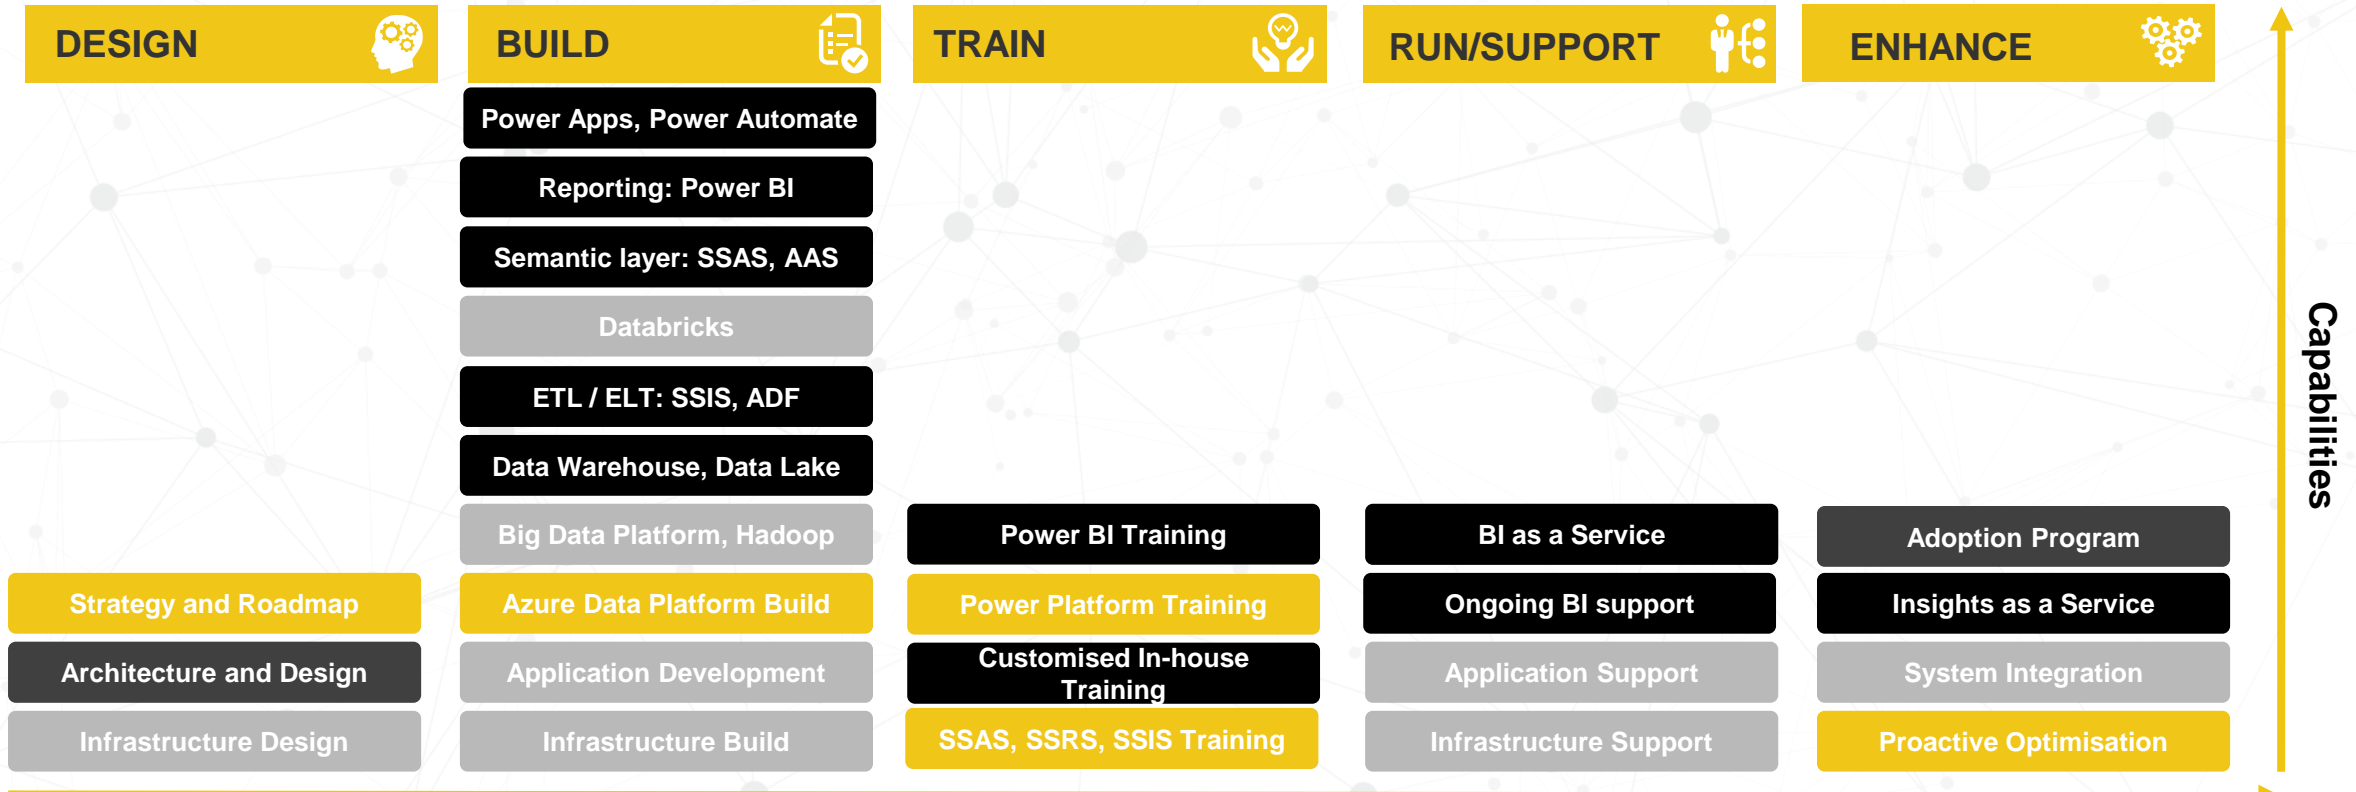 DESIGN
BUILD
TRAIN
RUN/SUPPORT
ENHANCE
Power Apps, Power Automate
Reporting: Power BI
Semantic layer: SSAS, AAS
Databricks
ETL / ELT: SSIS, ADF
Data Warehouse, Data Lake
Big Data Platform, Hadoop
Power BI Training
BI as a Service
Adoption Program
Strategy and Roadmap
Azure Data Platform Build
Power Platform Training
Ongoing BI support
Insights as a Service
Architecture and Design
Application Development
Customised In-house
Training
Application Support
System Integration
Infrastructure Design
Infrastructure Build
SSAS, SSRS, SSIS Training
Infrastructure Support
Proactive Optimisation
Capabilities